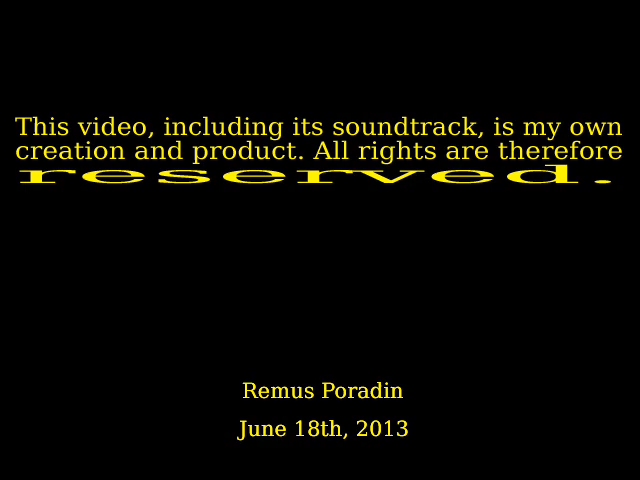 This video, including its soundtrack, is my own
creation and product. All rights are therefore
reserved.
Remus Poradin
June 18th, 2013